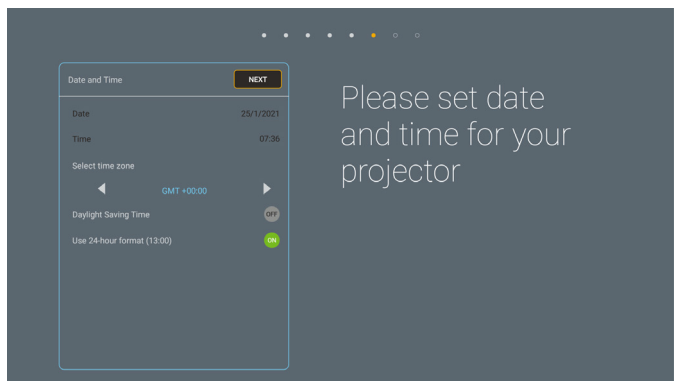 Date and Time
NEXT
Date
25/1/2021
Time
07:36
Select time zone
GMT +00:00
Daylight Saving Time
OFF
Use 24-hour format (13:00)
ON
Please set date
and time for your
projector